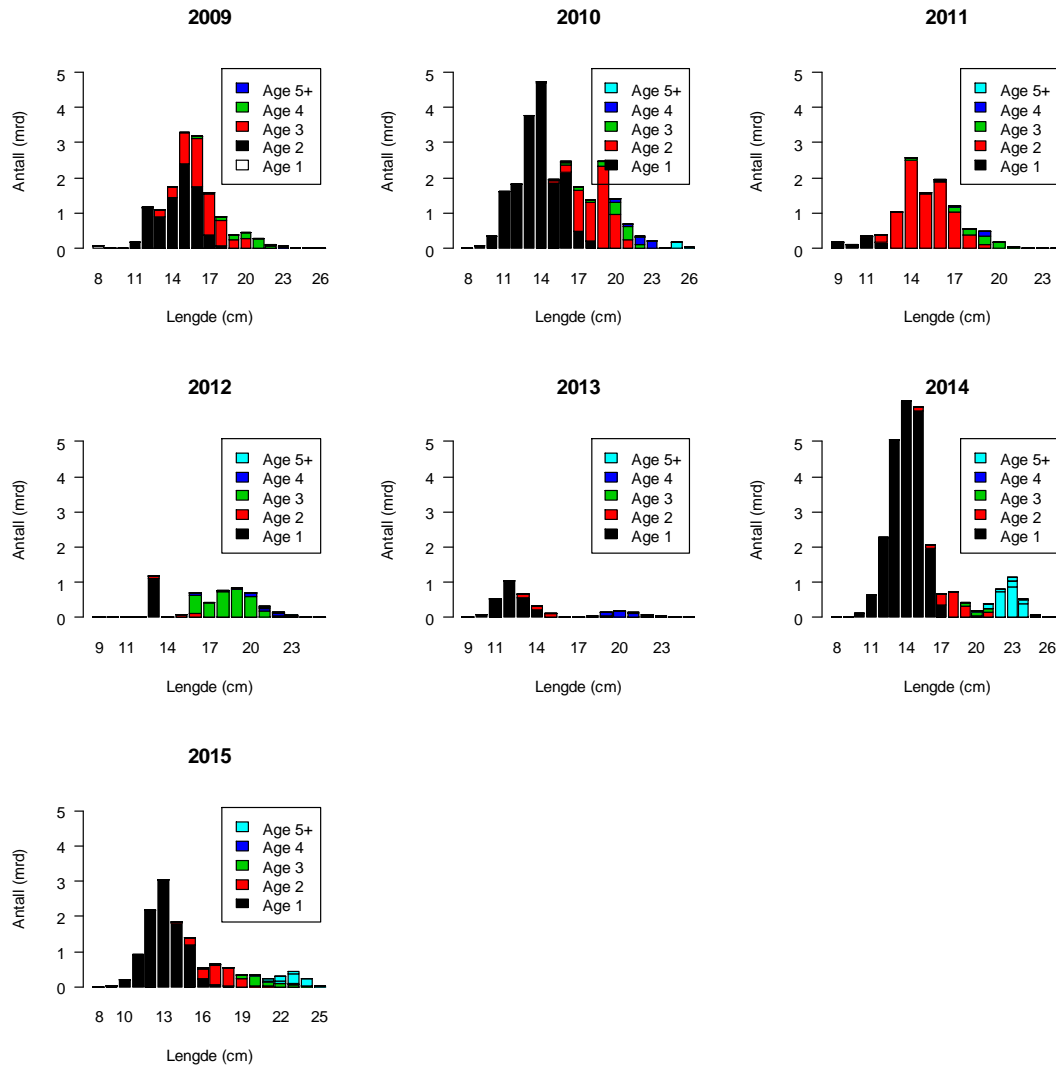 2009
5
4
3
2
1
0
Antall (mrd)
Age 5+
Age 4
Age 3
Age 2
Age 1
8 11 14 17 20 23 26
Lengde (cm)
2010
5
4
3
2
1
0
Antall (mrd)
Age 5+
Age 4
Age 3
Age 2
Age 1
8 11 14 17 20 23 26
Lengde (cm)
2011
5
4
3
2
1
0
Antall (mrd)
Age 5+
Age 4
Age 3
Age 2
Age 1
9 11 14 17 20 23
Lengde (cm)
2012
5
4
3
2
1
0
Antall (mrd)
Age 5+
Age 4
Age 3
Age 2
Age 1
9 11 14 17 20 23
Lengde (cm)
2013
5
4
3
2
1
0
Antall (mrd)
Age 5+
Age 4
Age 3
Age 2
Age 1
9 11 14 17 20 23
Lengde (cm)
2014
5
4
3
2
1
0
Antall (mrd)
Age 5+
Age 4
Age 3
Age 2
Age 1
8 11 14 17 20 23 26
Lengde (cm)
2015
5
4
3
2
1
0
Antall (mrd)
Age 5+
Age 4
Age 3
Age 2
Age 1
8 10 13 16 19 22 25
Lengde (cm)